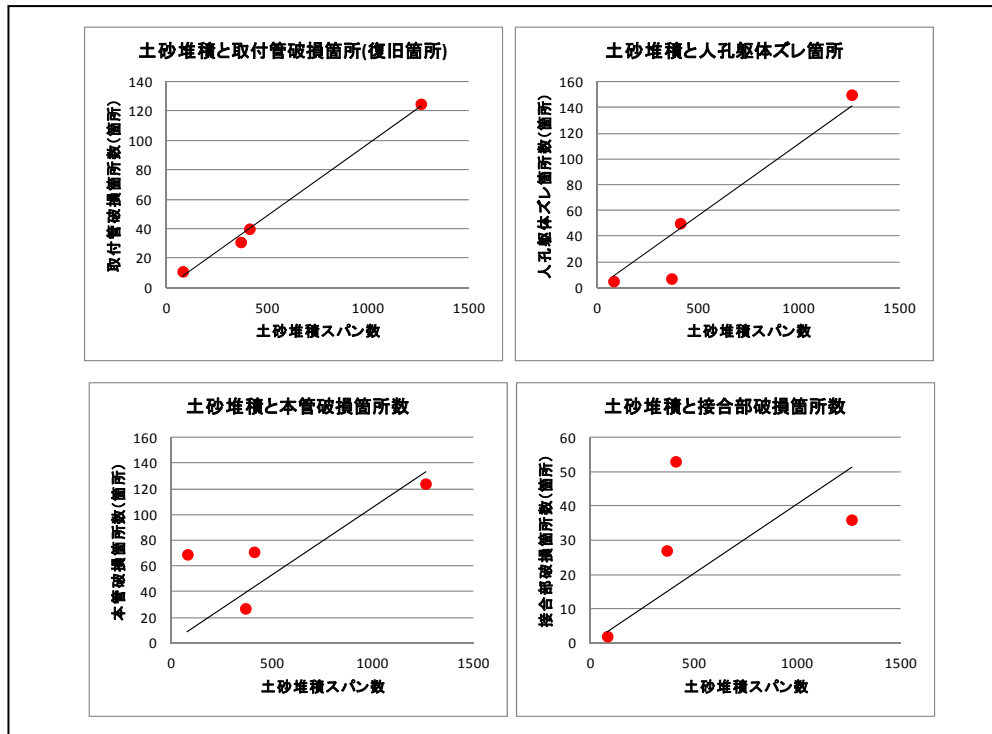 土砂堆積と取付管破損箇所(復旧箇所)
取付管破損箇所数(箇所)
140
120
100
80
60
40
20
0
0 500 1000 1500
土砂堆積スパン数
土砂堆積と人孔躯体ズレ箇所
人孔躯体ズレ箇所数(箇所)
160
140
120
100
80
60
40
20
0
0 500 1000 1500
土砂堆積スパン数
土砂堆積と本管破損箇所数
本管破損箇所数(箇所)
160
140
120
100
80
60
40
20
0
0 500 1000 1500
土砂堆積スパン数
土砂堆積と接合部破損箇所数
接合部破損箇所数(箇所)
60
50
40
30
20
10
0
0 500 1000 1500
土砂堆積スパン数